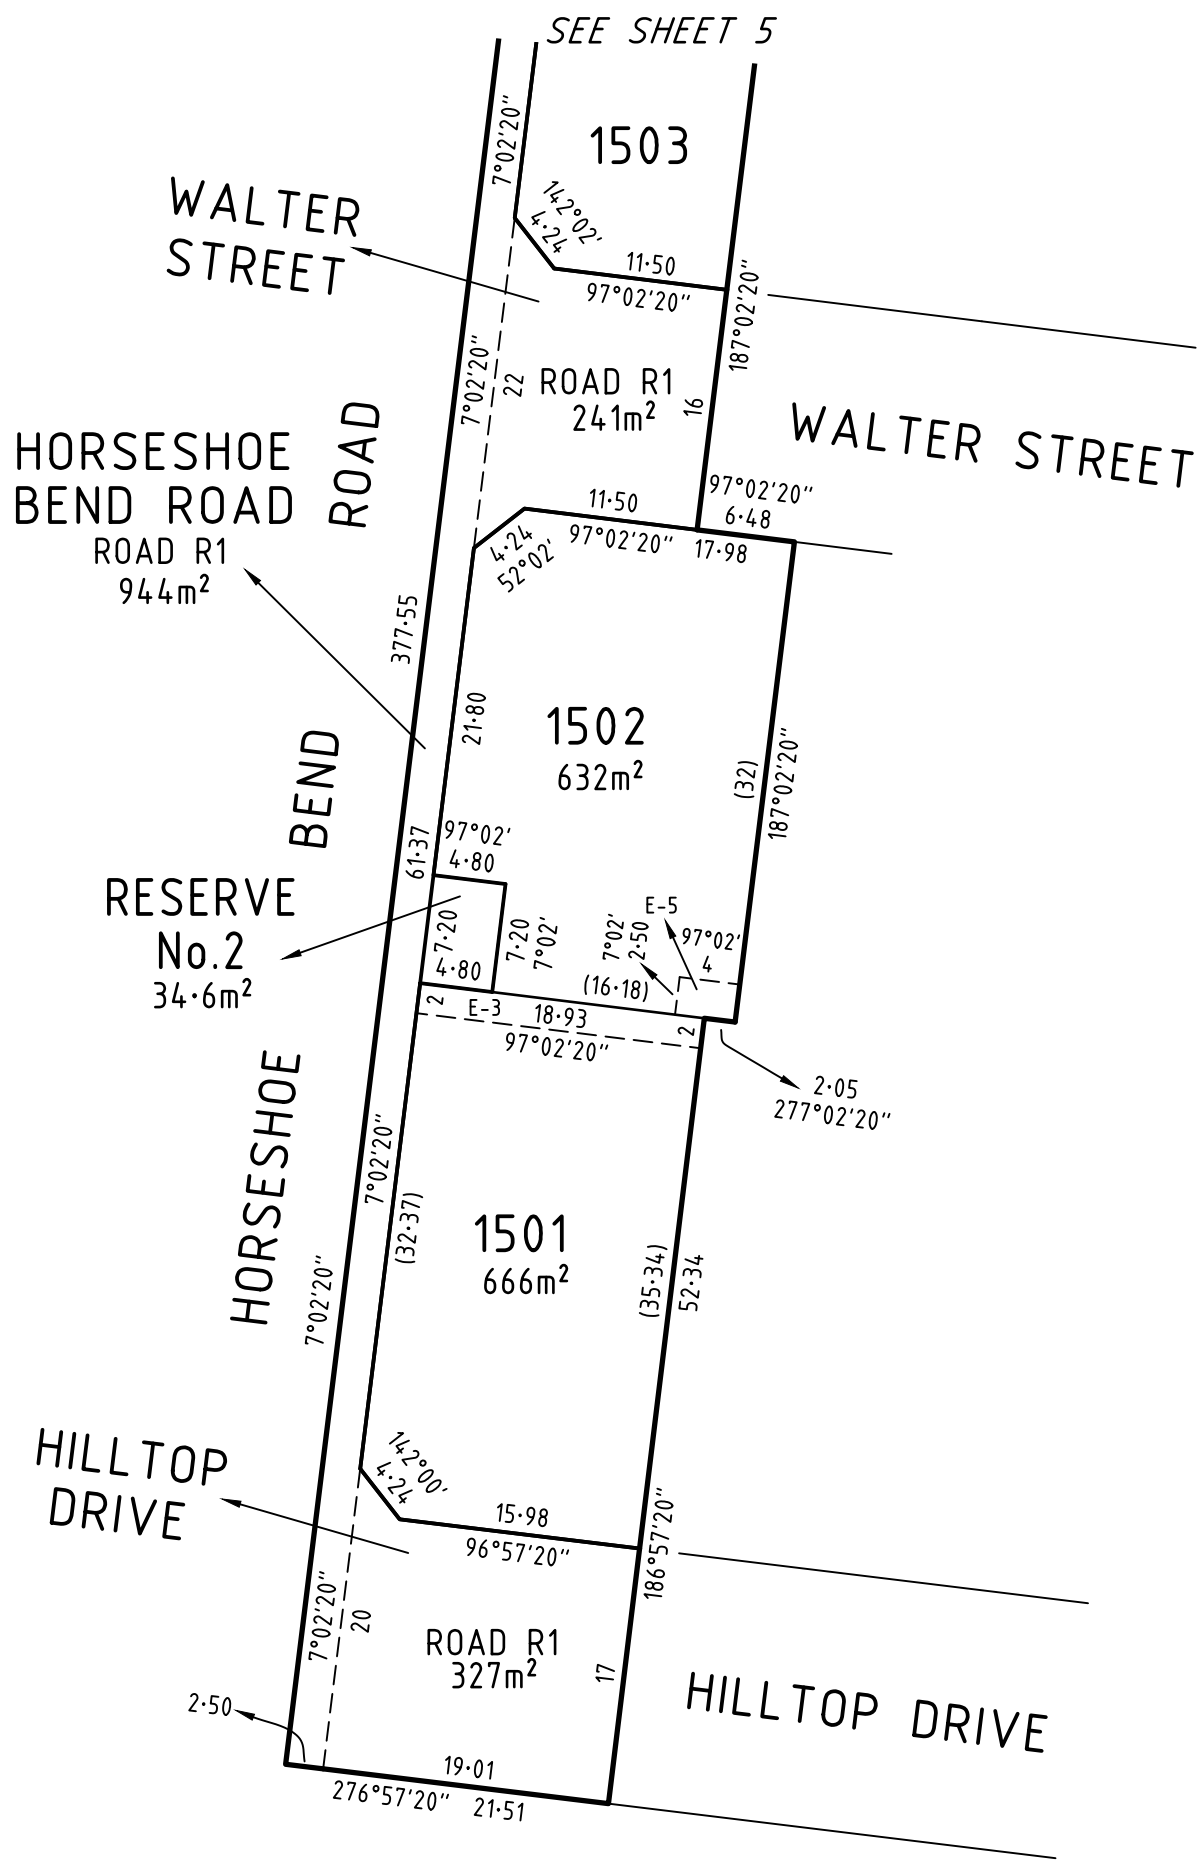 SEE SHEET 5
7°02'20"
1503
142°02'
4·24
WALTER
STREET
11·50
97°02'20"
187°02'20"
7°02'20"
22
ROAD R1
241m²
16
WALTER STREET
HORSESHOE
BEND ROAD
ROAD R1
944m²
ROAD
11·50
97°02'20"
97°02'20"
6·48
17·98
4·24
52°02'
377·55
21·80
1502
632m²
(32)
187°02'20"
BEND
61·37
97°02'
4·80
RESERVE
No.2
34·6m²
7·20
4·80
7·20
7°02'
7°02'
2·50
E-5
97°02'
4
(16·18)
2
E-3
18·93
97°02'20"
2
2·05
277°02'20"
HORSESHOE
7°02'20"
(32·37)
1501
666m²
(35·34)
52·34
7°02'20"
HILLTOP
DRIVE
142°00'
4·24
15·98
96°57'20"
186°57'20"
7°02'20"
20
ROAD R1
327m²
17
HILLTOP DRIVE
2·50
19·01
276°57'20"
21·51